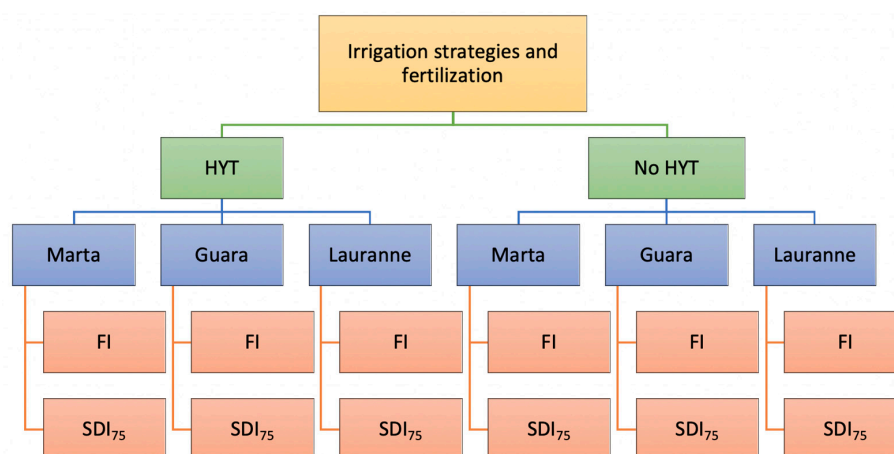 Irrigation strategies and
fertilization
HYT
No HYT
Marta
Guara
Lauranne
Marta
Guara
Lauranne
FI
FI
FI
FI
FI
FI
SDI₇₅
SDI₇₅
SDI₇₅
SDI₇₅
SDI₇₅
SDI₇₅